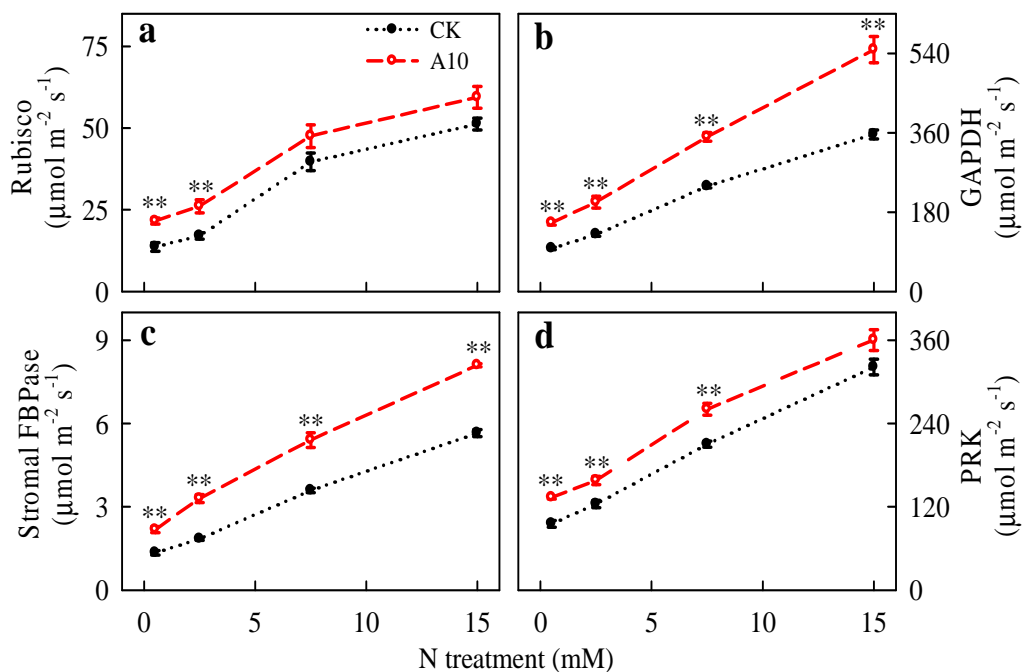 a
CK
A10
75
50
25
0
Rubisco
(μmol m⁻² s⁻¹)
** **
b
540
360
180
0
GAPDH
(μmol m⁻² s⁻¹)
** ** ** **
c
9
6
3
0
Stromal FBPase
(μmol m⁻² s⁻¹)
** ** ** **
d
360
240
120
0
PRK
(μmol m⁻² s⁻¹)
** ** **
0 5 10 15
0 5 10 15
N treatment (mM)